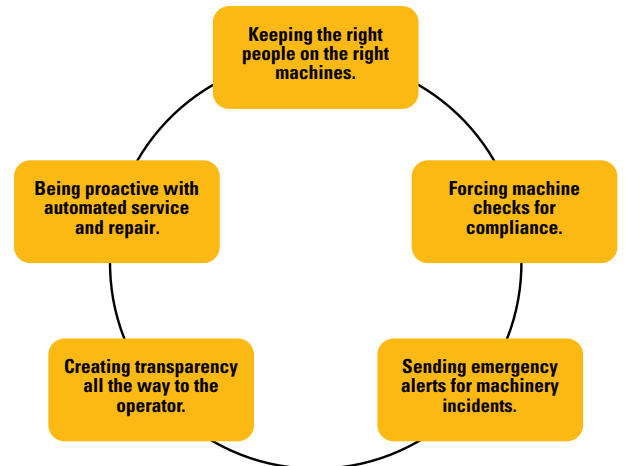 Keeping the right
people on the right
machines.
Being proactive with
automated service
and repair.
Forcing machine
checks for
compliance.
Creating transparency
all the way to the
operator.
Sending emergency
alerts for machinery
incidents.